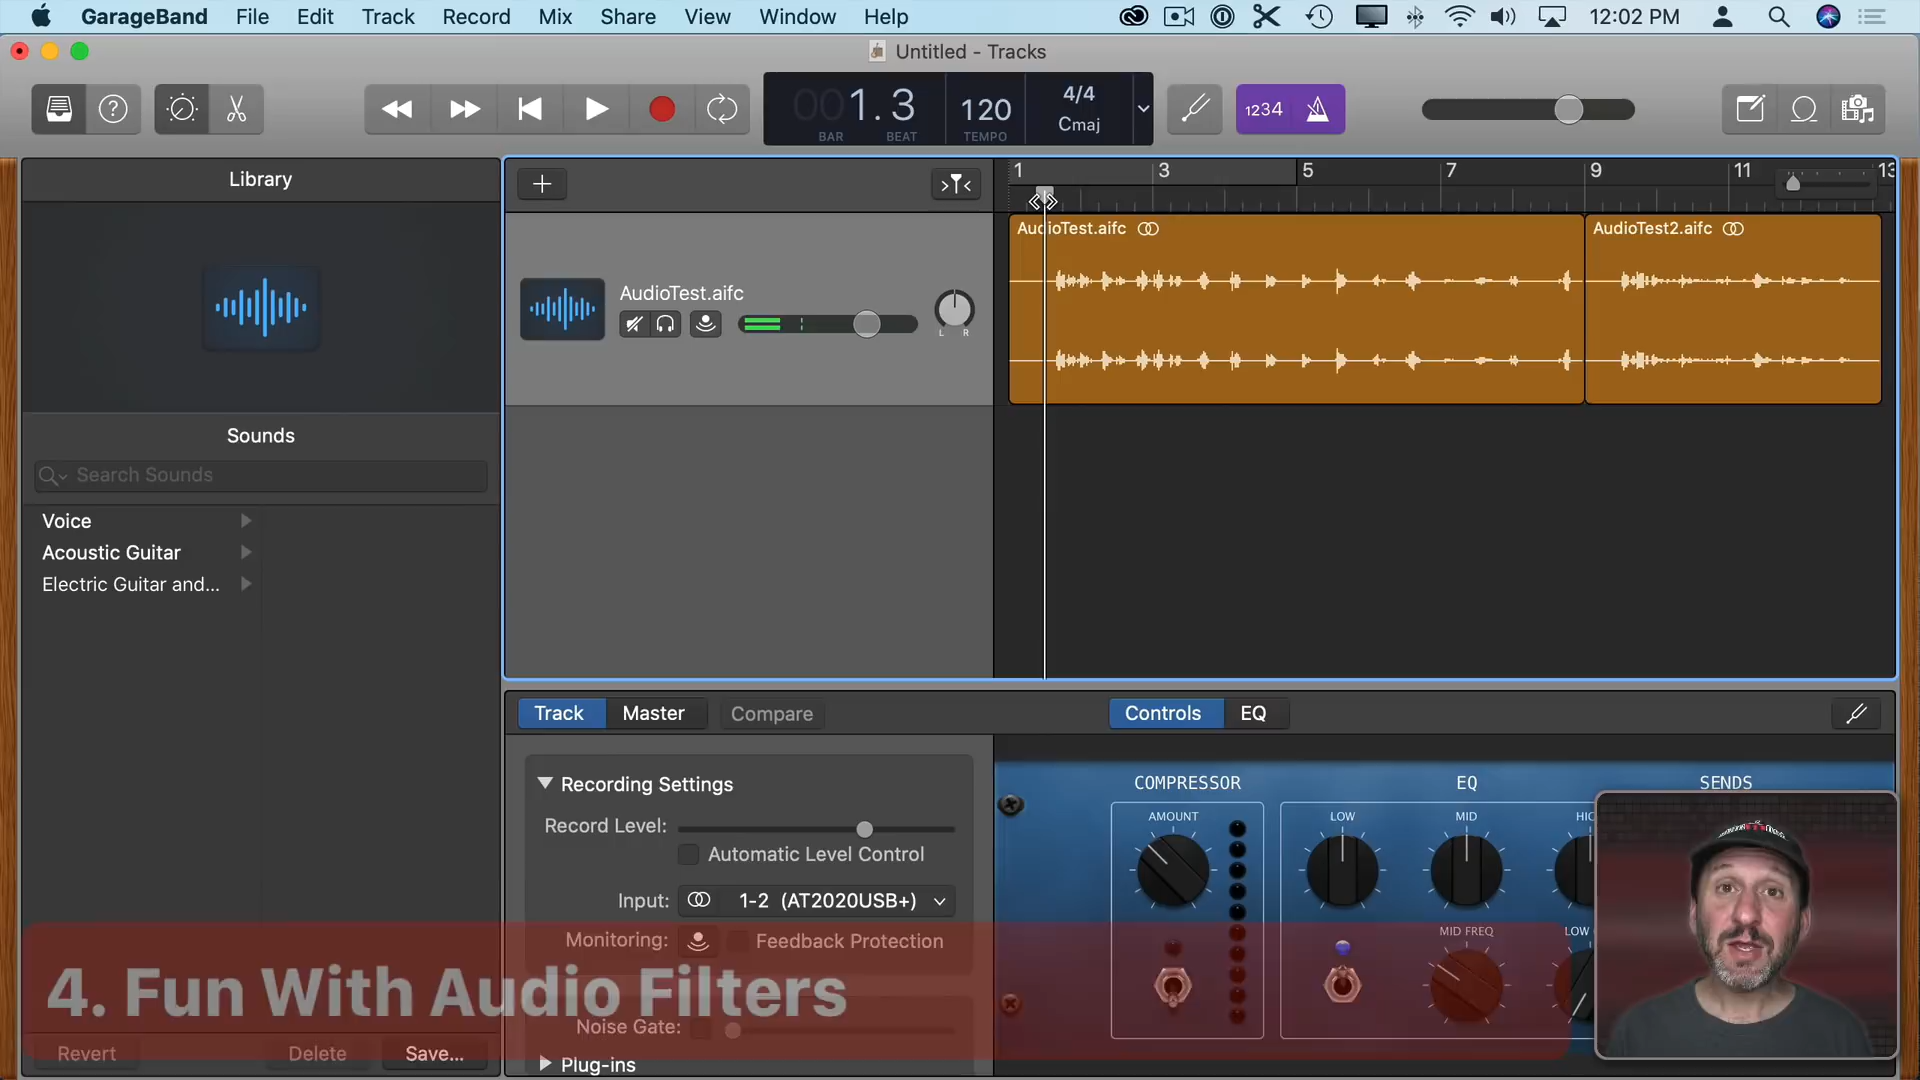 GarageBand File Edit Track Record Mix Share View Window Help 12:02 PM
Untitled - Tracks
001.3 120 4/4
Cmaj
BAR BEAT TEMPO
1234
Library
1 3 5 7 9 11 13
AudioTest.aifc AudioTest2.aifc
AudioTest.aifc
L R
Sounds
Search Sounds
Voice
Acoustic Guitar
Electric Guitar and...
Track Master Compare Controls EQ
Recording Settings
Record Level:
Automatic Level Control
Input: 1-2 (AT2020USB+)
Monitoring: Feedback Protection
Noise Gate:
Plug-ins
COMPRESSOR EQ SENDS
AMOUNT LOW MID HIG
MID FREQ LOW
4. Fun With Audio Filters
Revert Delete Save...